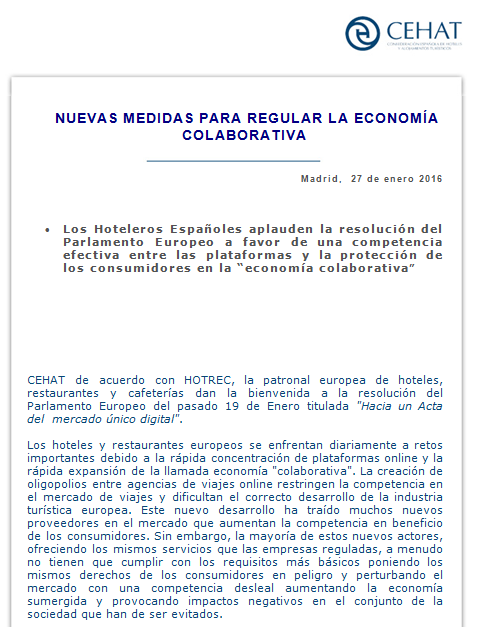 CEHAT
CONFEDERACIÓN ESPAÑOLA DE HOTELES
Y ALOJAMIENTOS TURÍSTICOS
NUEVAS MEDIDAS PARA REGULAR LA ECONOMÍA
COLABORATIVA
Madrid, 27 de enero 2016
• Los Hoteleros Españoles aplauden la resolución del
Parlamento Europeo a favor de una competencia
efectiva entre las plataformas y la protección de
los consumidores en la “economía colaborativa”
CEHAT de acuerdo con HOTREC, la patronal europea de hoteles,
restaurantes y cafeterías dan la bienvenida a la resolución del
Parlamento Europeo del pasado 19 de Enero titulada "Hacia un Acta
del mercado único digital".
Los hoteles y restaurantes europeos se enfrentan diariamente a retos
importantes debido a la rápida concentración de plataformas online y la
rápida expansión de la llamada economía "colaborativa". La creación de
oligopolios entre agencias de viajes online restringen la competencia en
el mercado de viajes y dificultan el correcto desarrollo de la industria
turística europea. Este nuevo desarrollo ha traído muchos nuevos
proveedores en el mercado que aumentan la competencia en beneficio
de los consumidores. Sin embargo, la mayoría de estos nuevos actores,
ofreciendo los mismos servicios que las empresas reguladas, a menudo
no tienen que cumplir con los requisitos más básicos poniendo los
mismos derechos de los consumidores en peligro y perturbando el
mercado con una competencia desleal aumentando la economía
sumergida y provocando impactos negativos en el conjunto de la
sociedad que han de ser evitados.